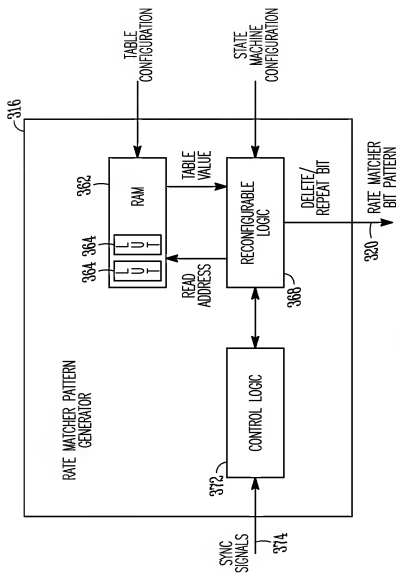 316
TABLE
CONFIGURATION
362
364
364
LUT
LUT
RAM
RATE MATCHER PATTERN
GENERATOR
READ
ADDRESS
TABLE
VALUE
STATE
MACHINE
CONFIGURATION
372
CONTROL LOGIC
RECONFIGURABLE
LOGIC
368
SYNC
SIGNALS
374
DELETE/
REPEAT BIT
320
RATE MATCHER
BIT PATTERN